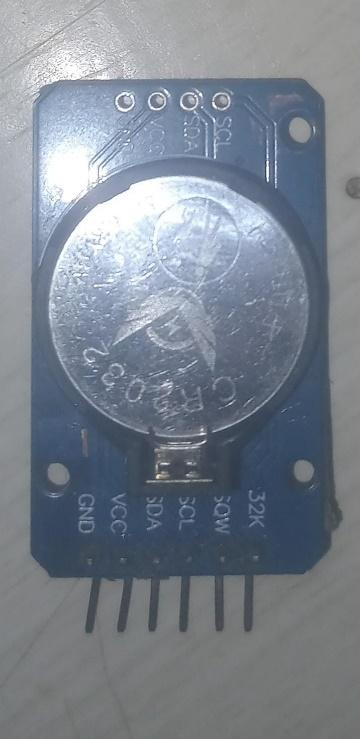 SCL
SDA
VCC
CR2032
32K
SQW
SCL
SDA
VCC
GND